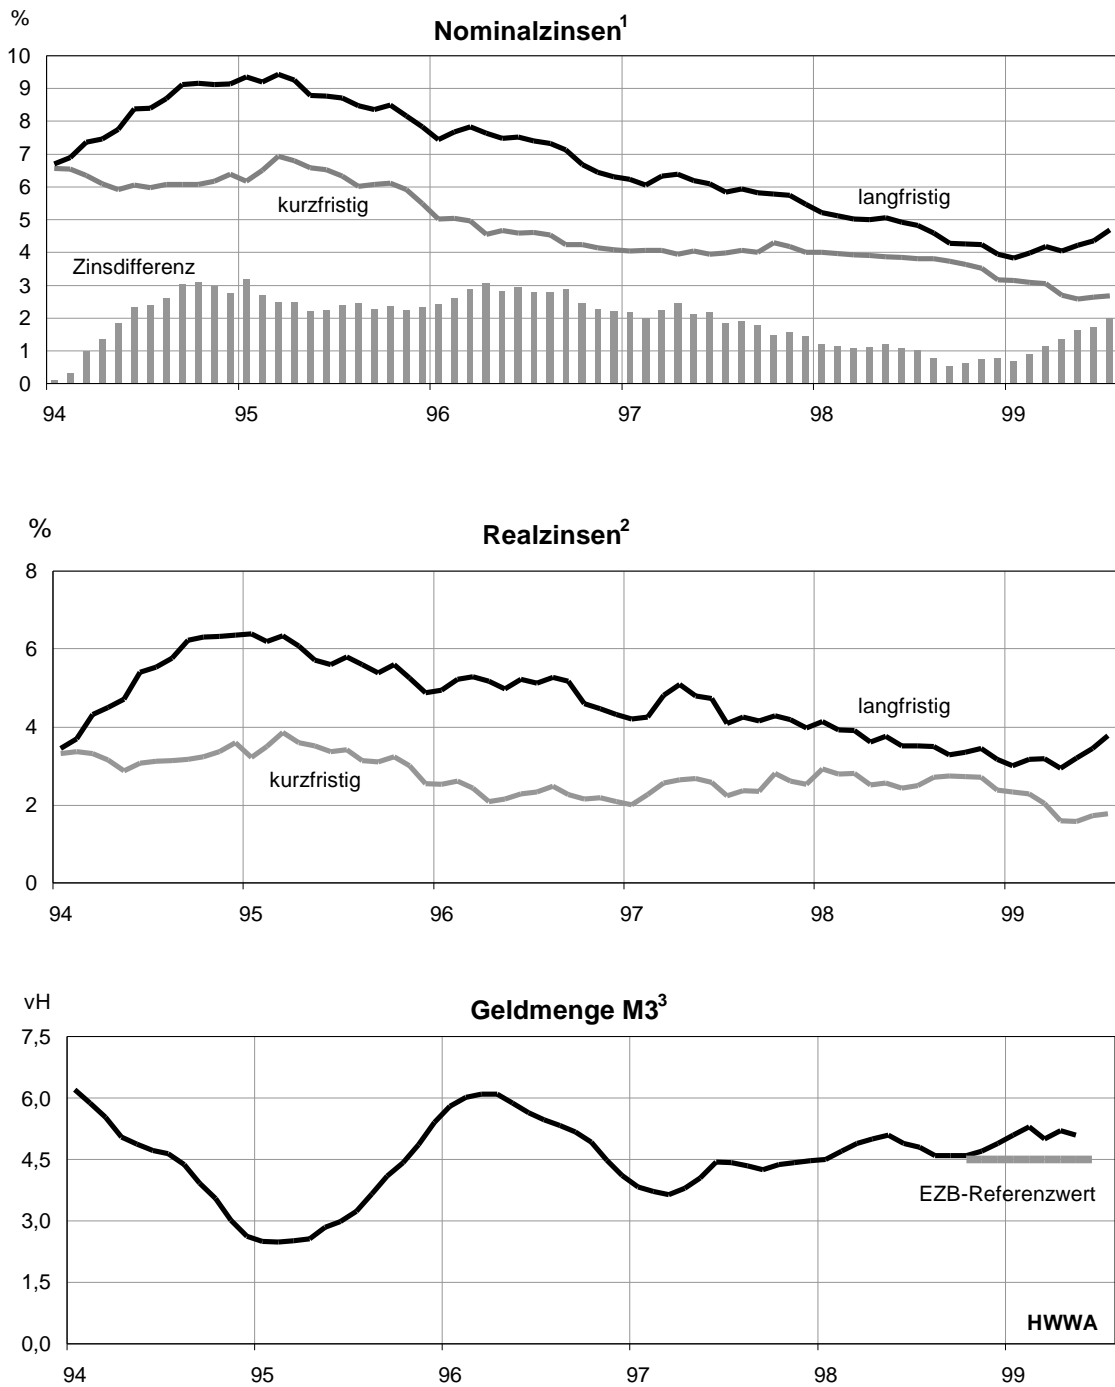 %
Nominalzinsen¹
10
9
8
7
6
5
4
3
2
1
0
langfristig
kurzfristig
Zinsdifferenz
94 95 96 97 98 99
%
Realzinsen²
8
6
4
2
0
langfristig
kurzfristig
94 95 96 97 98 99
vH
Geldmenge M3³
7,5
6,0
4,5
3,0
1,5
0,0
EZB-Referenzwert
HWWA
94 95 96 97 98 99